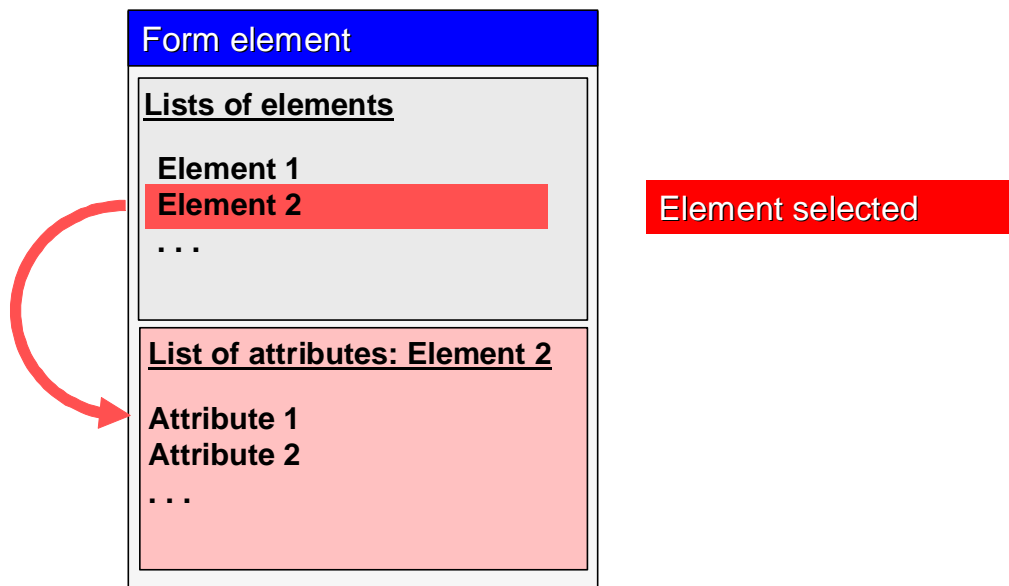 Form element
Lists of elements
Element 1
Element 2
. . .
Element selected
List of attributes: Element 2
Attribute 1
Attribute 2
. . .